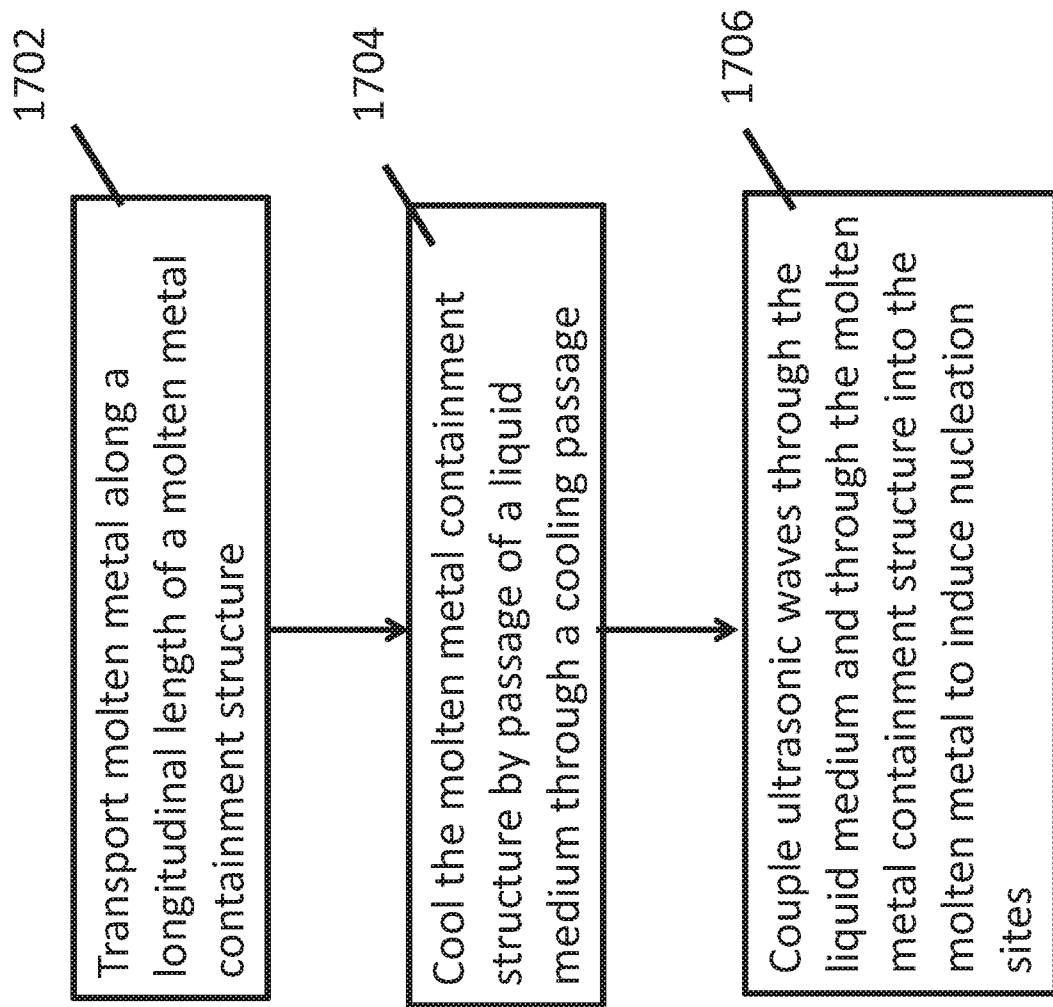 1702
Transport molten metal along a
longitudinal length of a molten metal
containment structure
1704
Cool the molten metal containment
structure by passage of a liquid
medium through a cooling passage
1706
Couple ultrasonic waves through the
liquid medium and through the molten
metal containment structure into the
molten metal to induce nucleation
sites